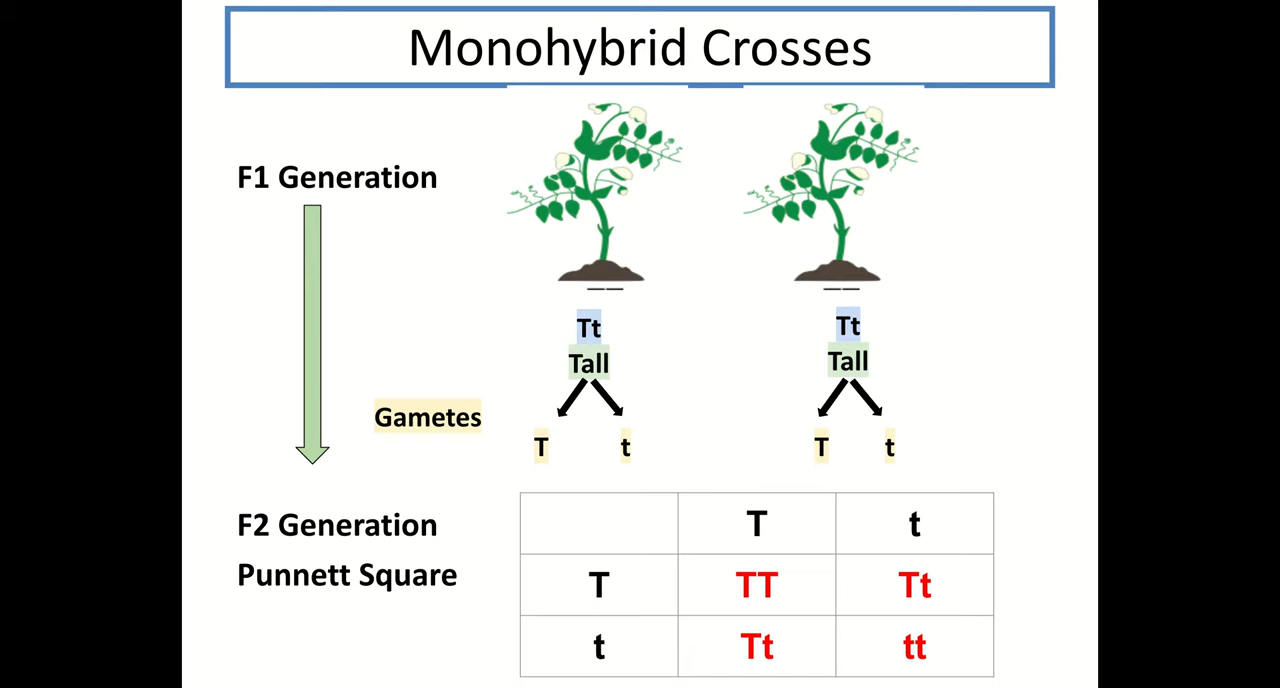 Monohybrid Crosses
F1 Generation
Tt Tt
Tall Tall
Gametes
T t T t
F2 Generation
Punnett Square
T t
T TT Tt
t Tt tt